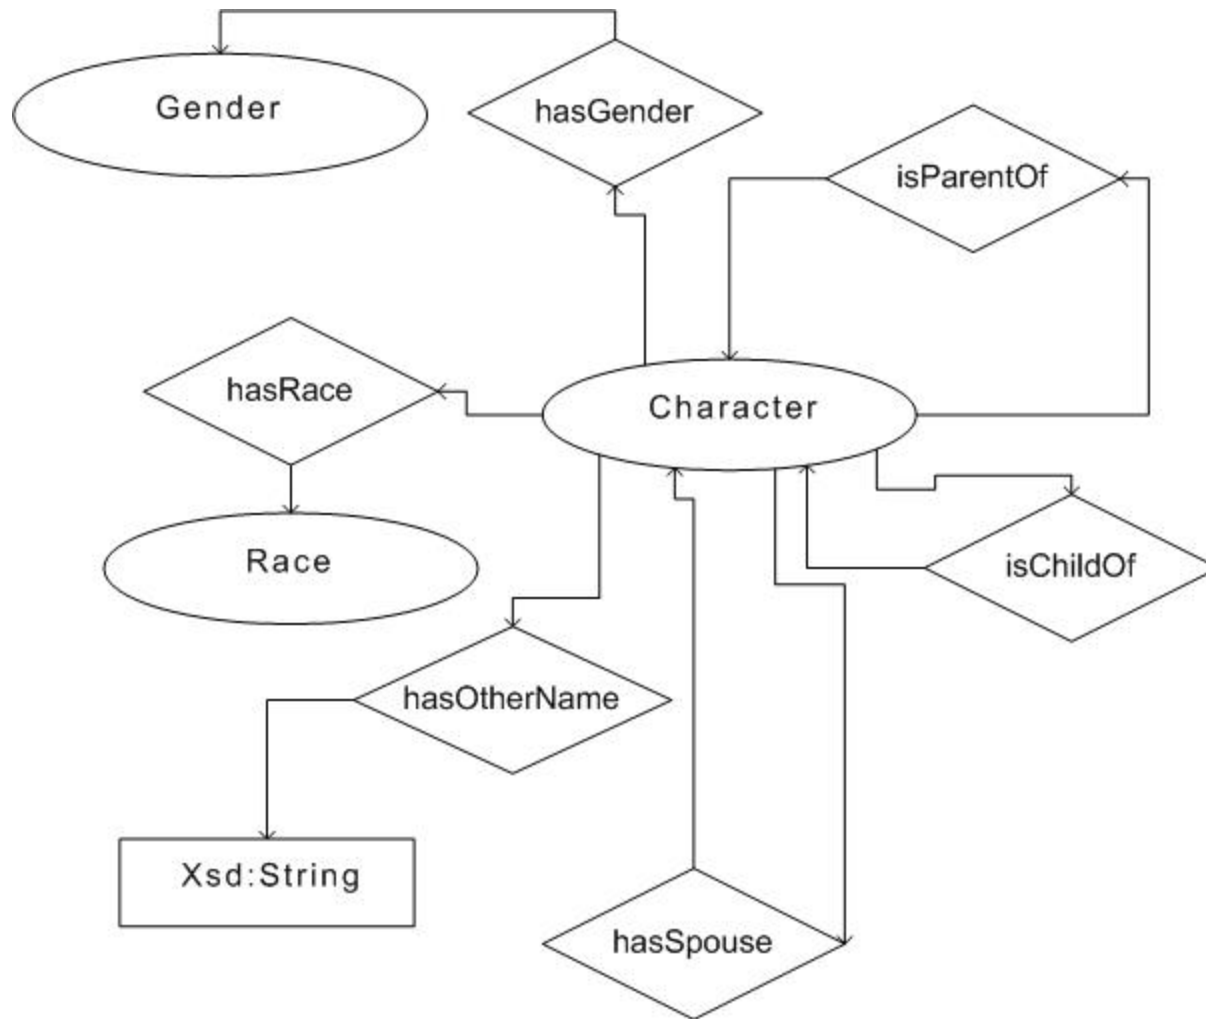 Gender
hasGender
isParentOf
hasRace
Character
Race
isChildOf
hasOtherName
Xsd:String
hasSpouse